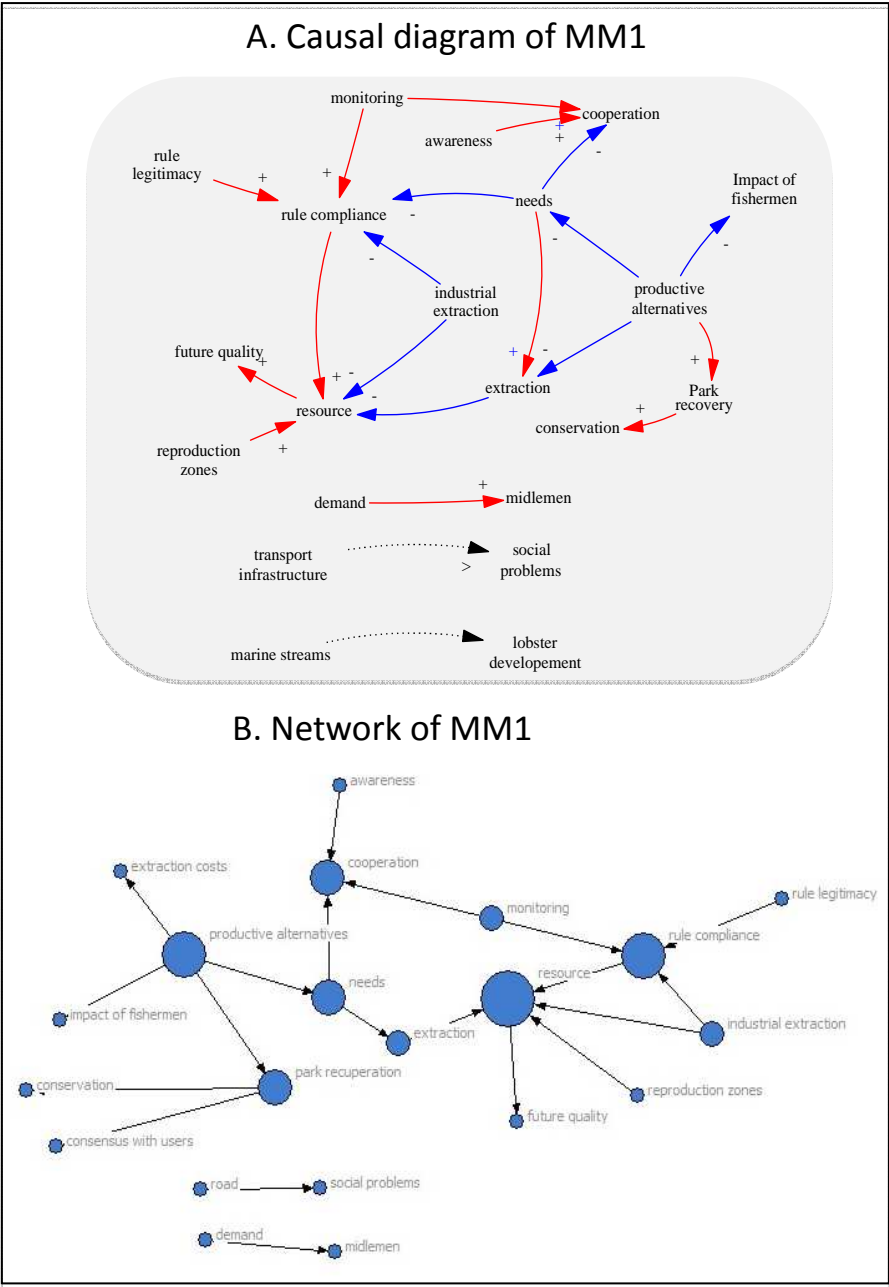 A. Causal diagram of MM1
monitoring
cooperation
+
+
awareness
-
rule
legitimacy
+
+
Impact of
fishermen
rule compliance
-
needs
-
-
-
industrial
extraction
productive
alternatives
future quality
+
+
-
-
+
-
extraction
+
Park
recovery
resource
+
conservation
reproduction
zones
+
demand
+
midlemen
transport
infrastructure
>
social
problems
marine streams
lobster
developement
B. Network of MM1
awareness
extraction costs
cooperation
rule legitimacy
monitoring
productive alternatives
rule compliance
resource
needs
impact of fishermen
extraction
industrial extraction
park recuperation
conservation
reproduction zones
future quality
consensus with users
road
social problems
demand
midlemen